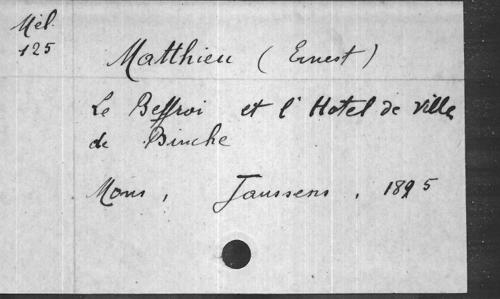 Mél.
125
Matthieu (Ernest)
Le Beffroi et l'Hotel de ville
de Binche
Mons, Janssens, 1895